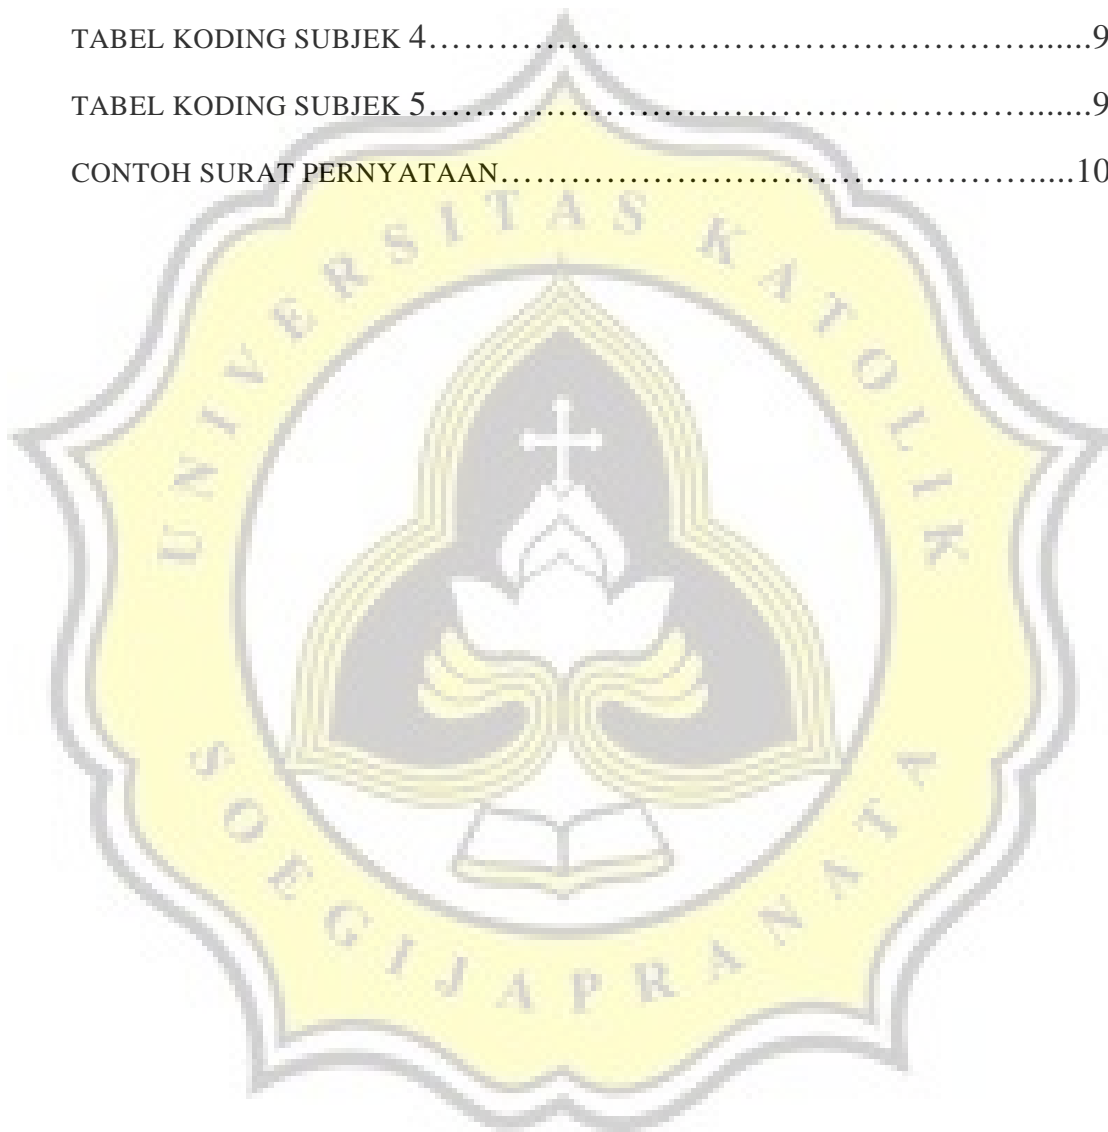 TABEL KODING SUBJEK 4…………………………………………………….......9
TABEL KODING SUBJEK 5…………………………………………………….......9
CONTOH SURAT PERNYATAAN…………………………………………….....10
UNIVERSITAS KATOLIK
SOEGIJAPRANATA